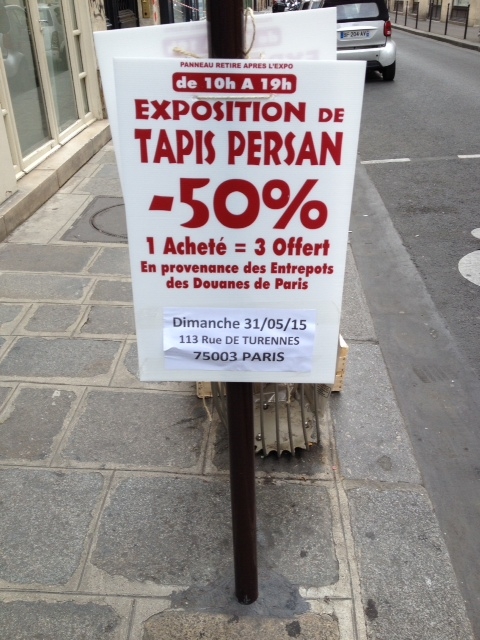 PANNEAU RETIRE APRES L'EXPO
de 10h A 19h
EXPOSITION DE
TAPIS PERSAN
-50%
1 Acheté = 3 Offert
En provenance des Entrepots
des Douanes de Paris
Dimanche 31/05/15
113 Rue DE TURENNES
75003 PARIS